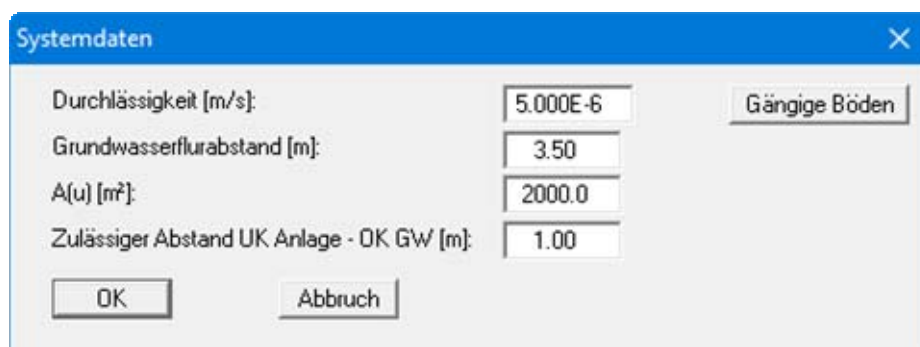 Systemdaten
Durchlässigkeit [m/s]: 5.000E-6 Gängige Böden
Grundwasserflurabstand [m]: 3.50
A(u) [m²]: 2000.0
Zulässiger Abstand UK Anlage - OK GW [m]: 1.00
OK Abbruch